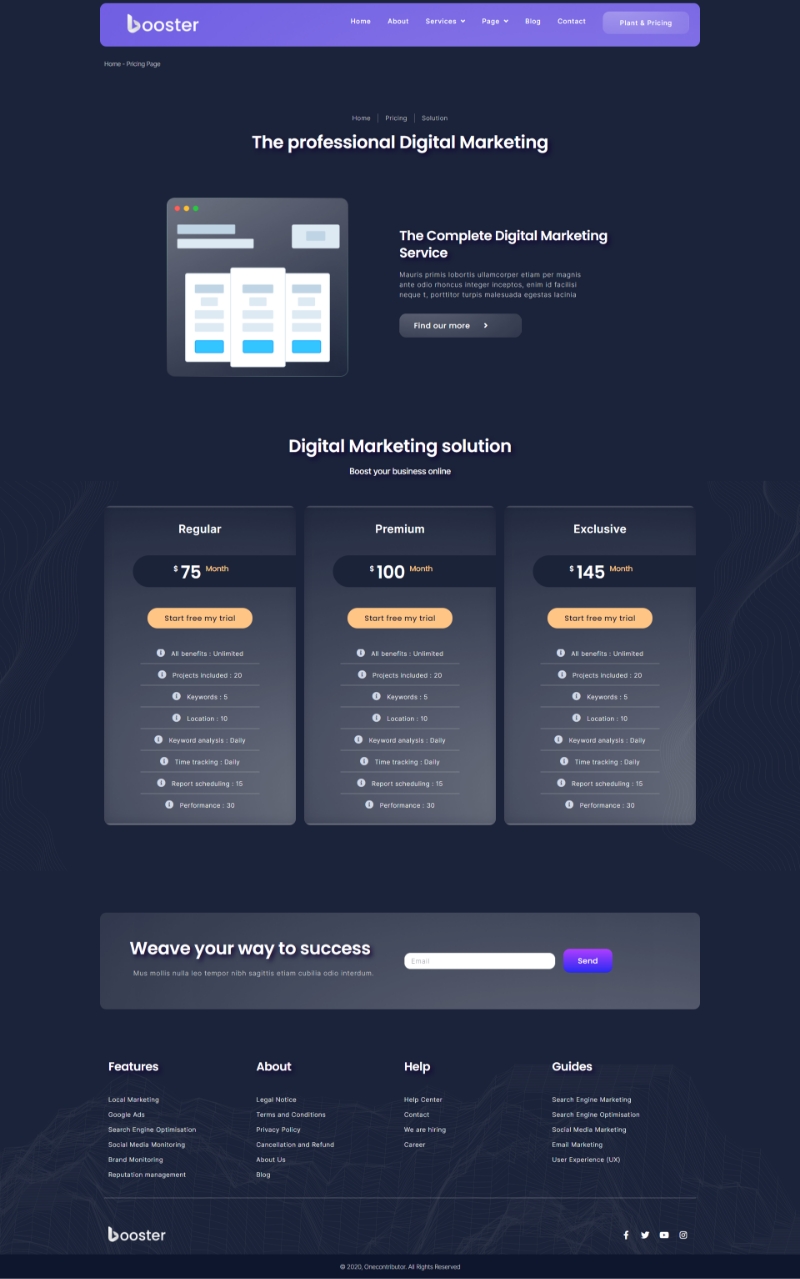 booster
Home About Services Page Blog Contact Plant & Pricing
Home - Pricing Page
Home Pricing Solution
The professional Digital Marketing
The Complete Digital Marketing
Service
Mauris primis lobortis ullamcorper etiam per magnis
ante odio rhoncus integer inceptos, enim id facilisi
neque t, porttitor turpis malesuada egestas lacinia
Find our more
Digital Marketing solution
Boost your business online
Regular
$ 75 Month
Start free my trial
All benefits : Unlimited
Projects included : 20
Keywords : 5
Location : 10
Keyword analysis : Daily
Time tracking : Daily
Report scheduling : 15
Performance : 30
Premium
$ 100 Month
Start free my trial
All benefits : Unlimited
Projects included : 20
Keywords : 5
Location : 10
Keyword analysis : Daily
Time tracking : Daily
Report scheduling : 15
Performance : 30
Exclusive
$ 145 Month
Start free my trial
All benefits : Unlimited
Projects included : 20
Keywords : 5
Location : 10
Keyword analysis : Daily
Time tracking : Daily
Report scheduling : 15
Performance : 30
Weave your way to success
Mus mollis nulla leo tempor nibh sagittis etiam cubilia odio interdum.
Email
Send
Features
Local Marketing
Google Ads
Search Engine Optimisation
Social Media Monitoring
Brand Monitoring
Reputation management
About
Legal Notice
Terms and Conditions
Privacy Policy
Cancellation and Refund
About Us
Blog
Help
Help Center
Contact
We are hiring
Career
Guides
Search Engine Marketing
Search Engine Optimisation
Social Media Marketing
Email Marketing
User Experience (UX)
booster
© 2020, Onecontributor. All Rights Reserved